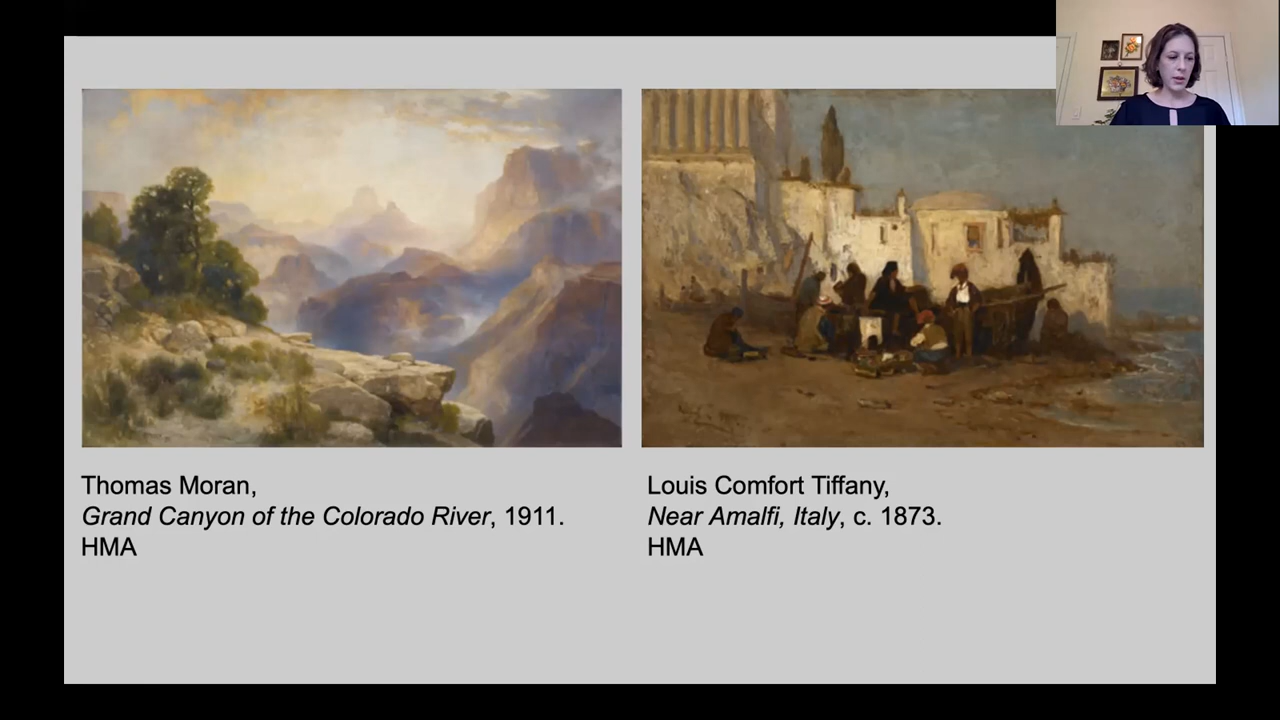 Thomas Moran,
Grand Canyon of the Colorado River, 1911.
HMA
Louis Comfort Tiffany,
Near Amalfi, Italy, c. 1873.
HMA